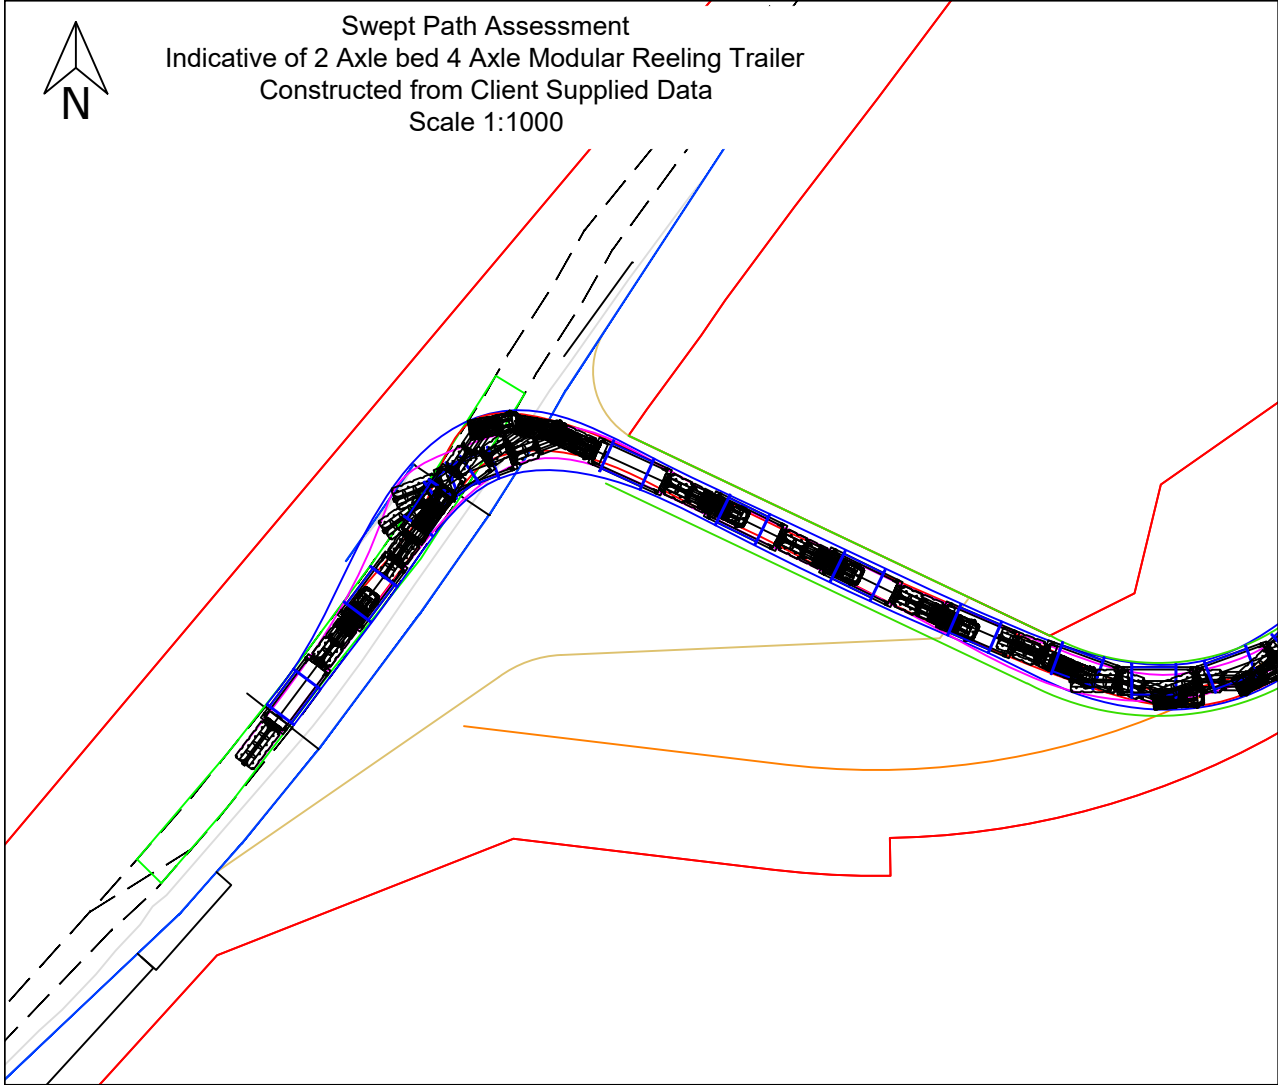 Swept Path Assessment
Indicative of 2 Axle bed 4 Axle Modular Reeling Trailer
Constructed from Client Supplied Data
Scale 1:1000
N